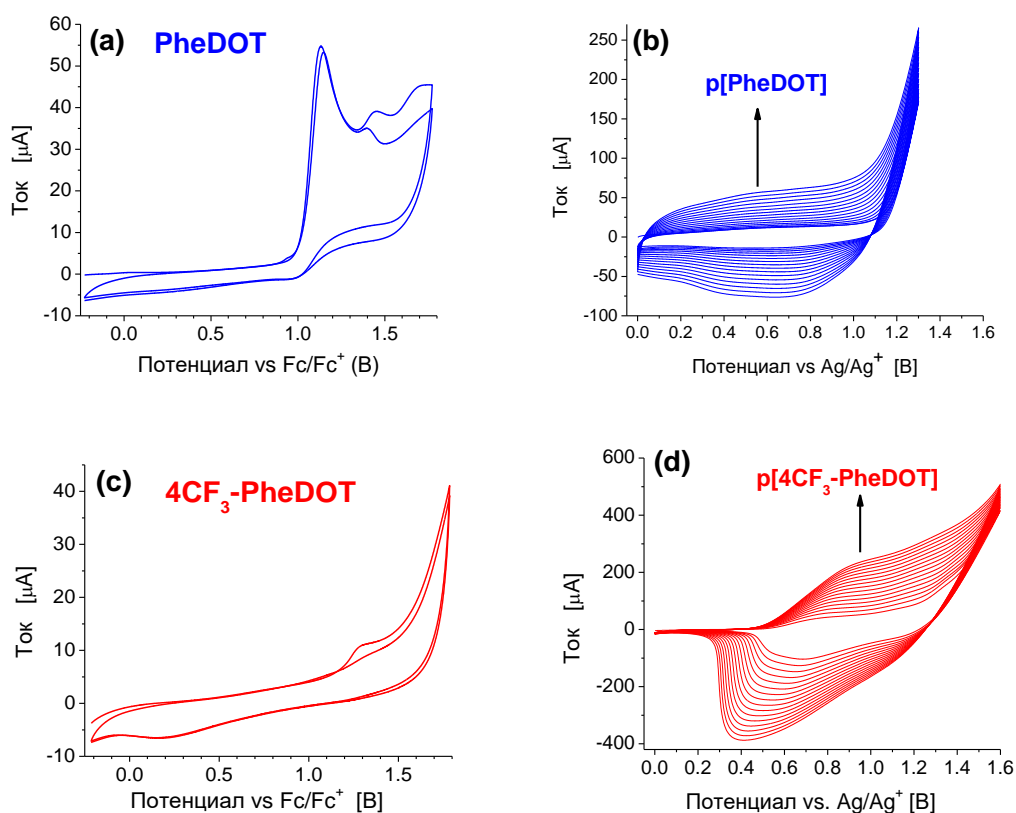 (a) PheDOT
60
50
40
30
20
10
0
-10
0.0 0.5 1.0 1.5
Ток [µA]
Потенциал vs Fc/Fc⁺ (В)
(b)
p[PheDOT]
250
200
150
100
50
0
-50
-100
0.0 0.2 0.4 0.6 0.8 1.0 1.2 1.4 1.6
Ток [µA]
Потенциал vs Ag/Ag⁺ [В]
(c)
4CF₃-PheDOT
40
30
20
10
0
-10
0.0 0.5 1.0 1.5
Ток [µA]
Потенциал vs Fc/Fc⁺ [В]
(d)
p[4CF₃-PheDOT]
600
400
200
0
-200
-400
0.0 0.2 0.4 0.6 0.8 1.0 1.2 1.4 1.6
Ток [µA]
Потенциал vs. Ag/Ag⁺ [В]